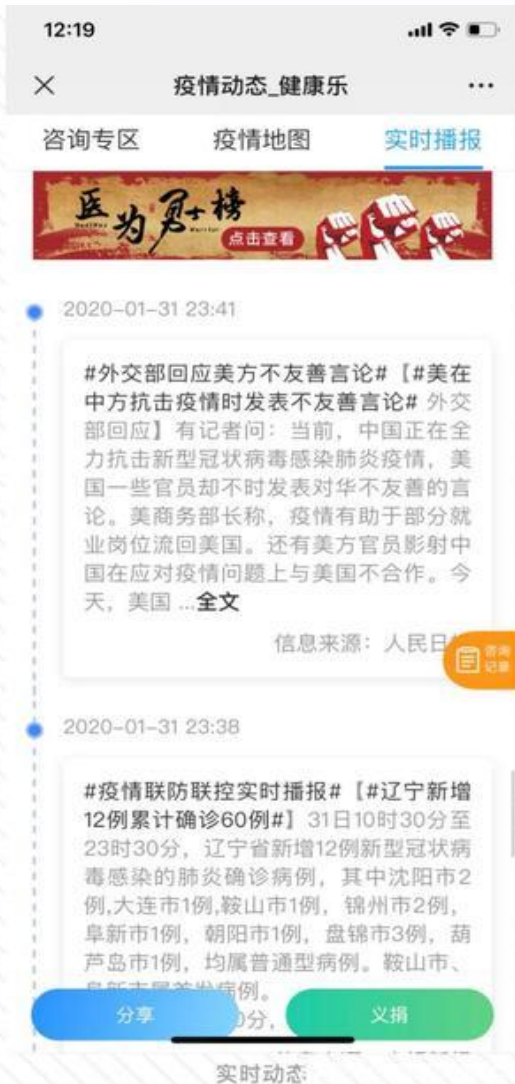 12:19
疫情动态_健康乐
咨询专区 疫情地图 实时播报
医为勇士榜
点击查看
2020-01-31 23:41
#外交部回应美方不友善言论#【#美在
中方抗击疫情时发表不友善言论# 外交
部回应】有记者问：当前，中国正在全
力抗击新型冠状病毒感染肺炎疫情，美
国一些官员却不时发表对华不友善的言
论。美商务部长称，疫情有助于部分就
业岗位流回美国。还有美方官员影射中
国在应对疫情问题上与美国不合作。今
天，美国 ...全文
信息来源：人民日
咨询
记录
2020-01-31 23:38
#疫情联防联控实时播报#【#辽宁新增
12例累计确诊60例#】31日10时30分至
23时30分，辽宁省新增12例新型冠状病
毒感染的肺炎确诊病例，其中沈阳市2
例,大连市1例,鞍山市1例，锦州市2例，
阜新市1例，朝阳市1例，盘锦市3例，葫
芦岛市1例，均属普通型病例。鞍山市、
病例。
分享 0分， 义捐
实时动态